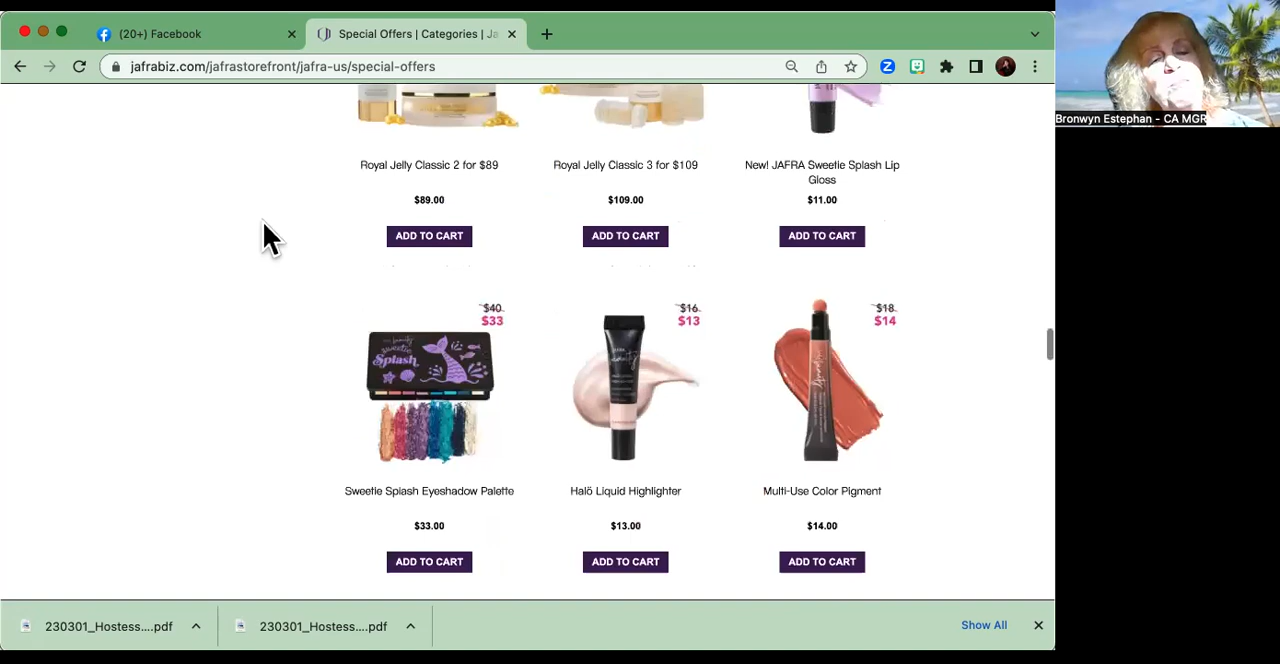 (20+) Facebook
Special Offers | Categories | Ja
jafrabiz.com/jafrastorefront/jafra-us/special-offers
Bronwyn Estephan - CA MGR
Royal Jelly Classic 2 for $89
$89.00
ADD TO CART
Royal Jelly Classic 3 for $109
$109.00
ADD TO CART
New! JAFRA Sweetie Splash Lip
Gloss
$11.00
ADD TO CART
$40
$33
Sweetie
Splash
Sweetie Splash Eyeshadow Palette
$33.00
ADD TO CART
$16
$13
beauty
Halö Liquid Highlighter
$13.00
ADD TO CART
$18
$14
Multi-Use Color Pigment
$14.00
ADD TO CART
230301_Hostess....pdf
230301_Hostess....pdf
Show All